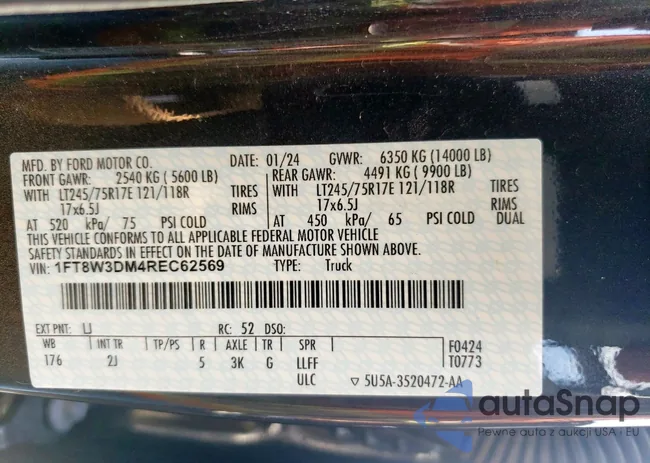 MFD. BY FORD MOTOR CO. DATE: 01/24 GVWR: 6350 KG (14000 LB)
FRONT GAWR: 2540 KG ( 5600 LB) REAR GAWR: 4491 KG ( 9900 LB)
WITH LT245/75R17E 121/118R TIRES WITH LT245/75R17E 121/118R TIRES
17x6.5J RIMS 17x6.5J RIMS
AT 520 kPa/ 75 PSI COLD AT 450 kPa/ 65 PSI COLD DUAL
THIS VEHICLE CONFORMS TO ALL APPLICABLE FEDERAL MOTOR VEHICLE
SAFETY STANDARDS IN EFFECT ON THE DATE OF MANUFACTURE SHOWN ABOVE.
VIN: 1FT8W3DM4REC62569 TYPE: Truck
EXT PNT: UJ RC: 52 DSO:
WB INT TR TP/PS R AXLE TR SPR F0424
176 2J 5 3K G LLFF T0773
ULC ▽ 5U5A-3520472-AA
autoSnap
Pewne auta z aukcji USA - EU